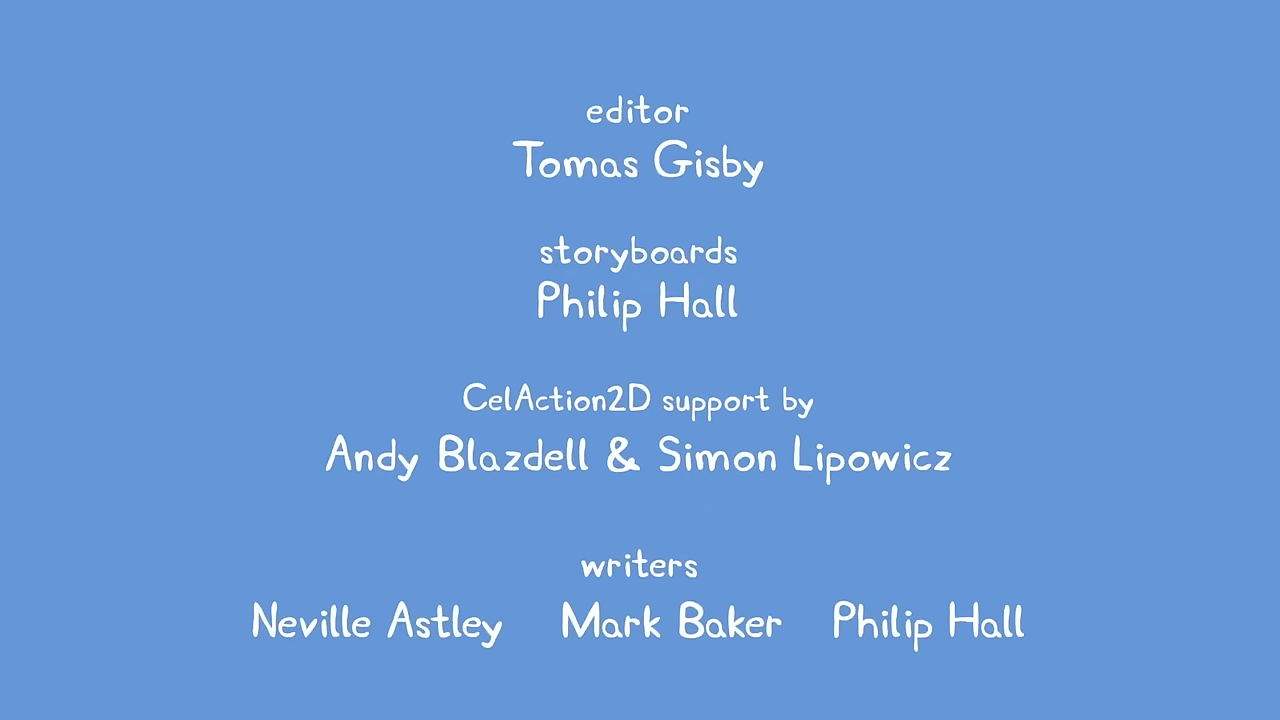 editor
Tomas Gisby
storyboards
Philip Hall
CelAction2D support by
Andy Blazdell & Simon Lipowicz
writers
Neville Astley Mark Baker Philip Hall